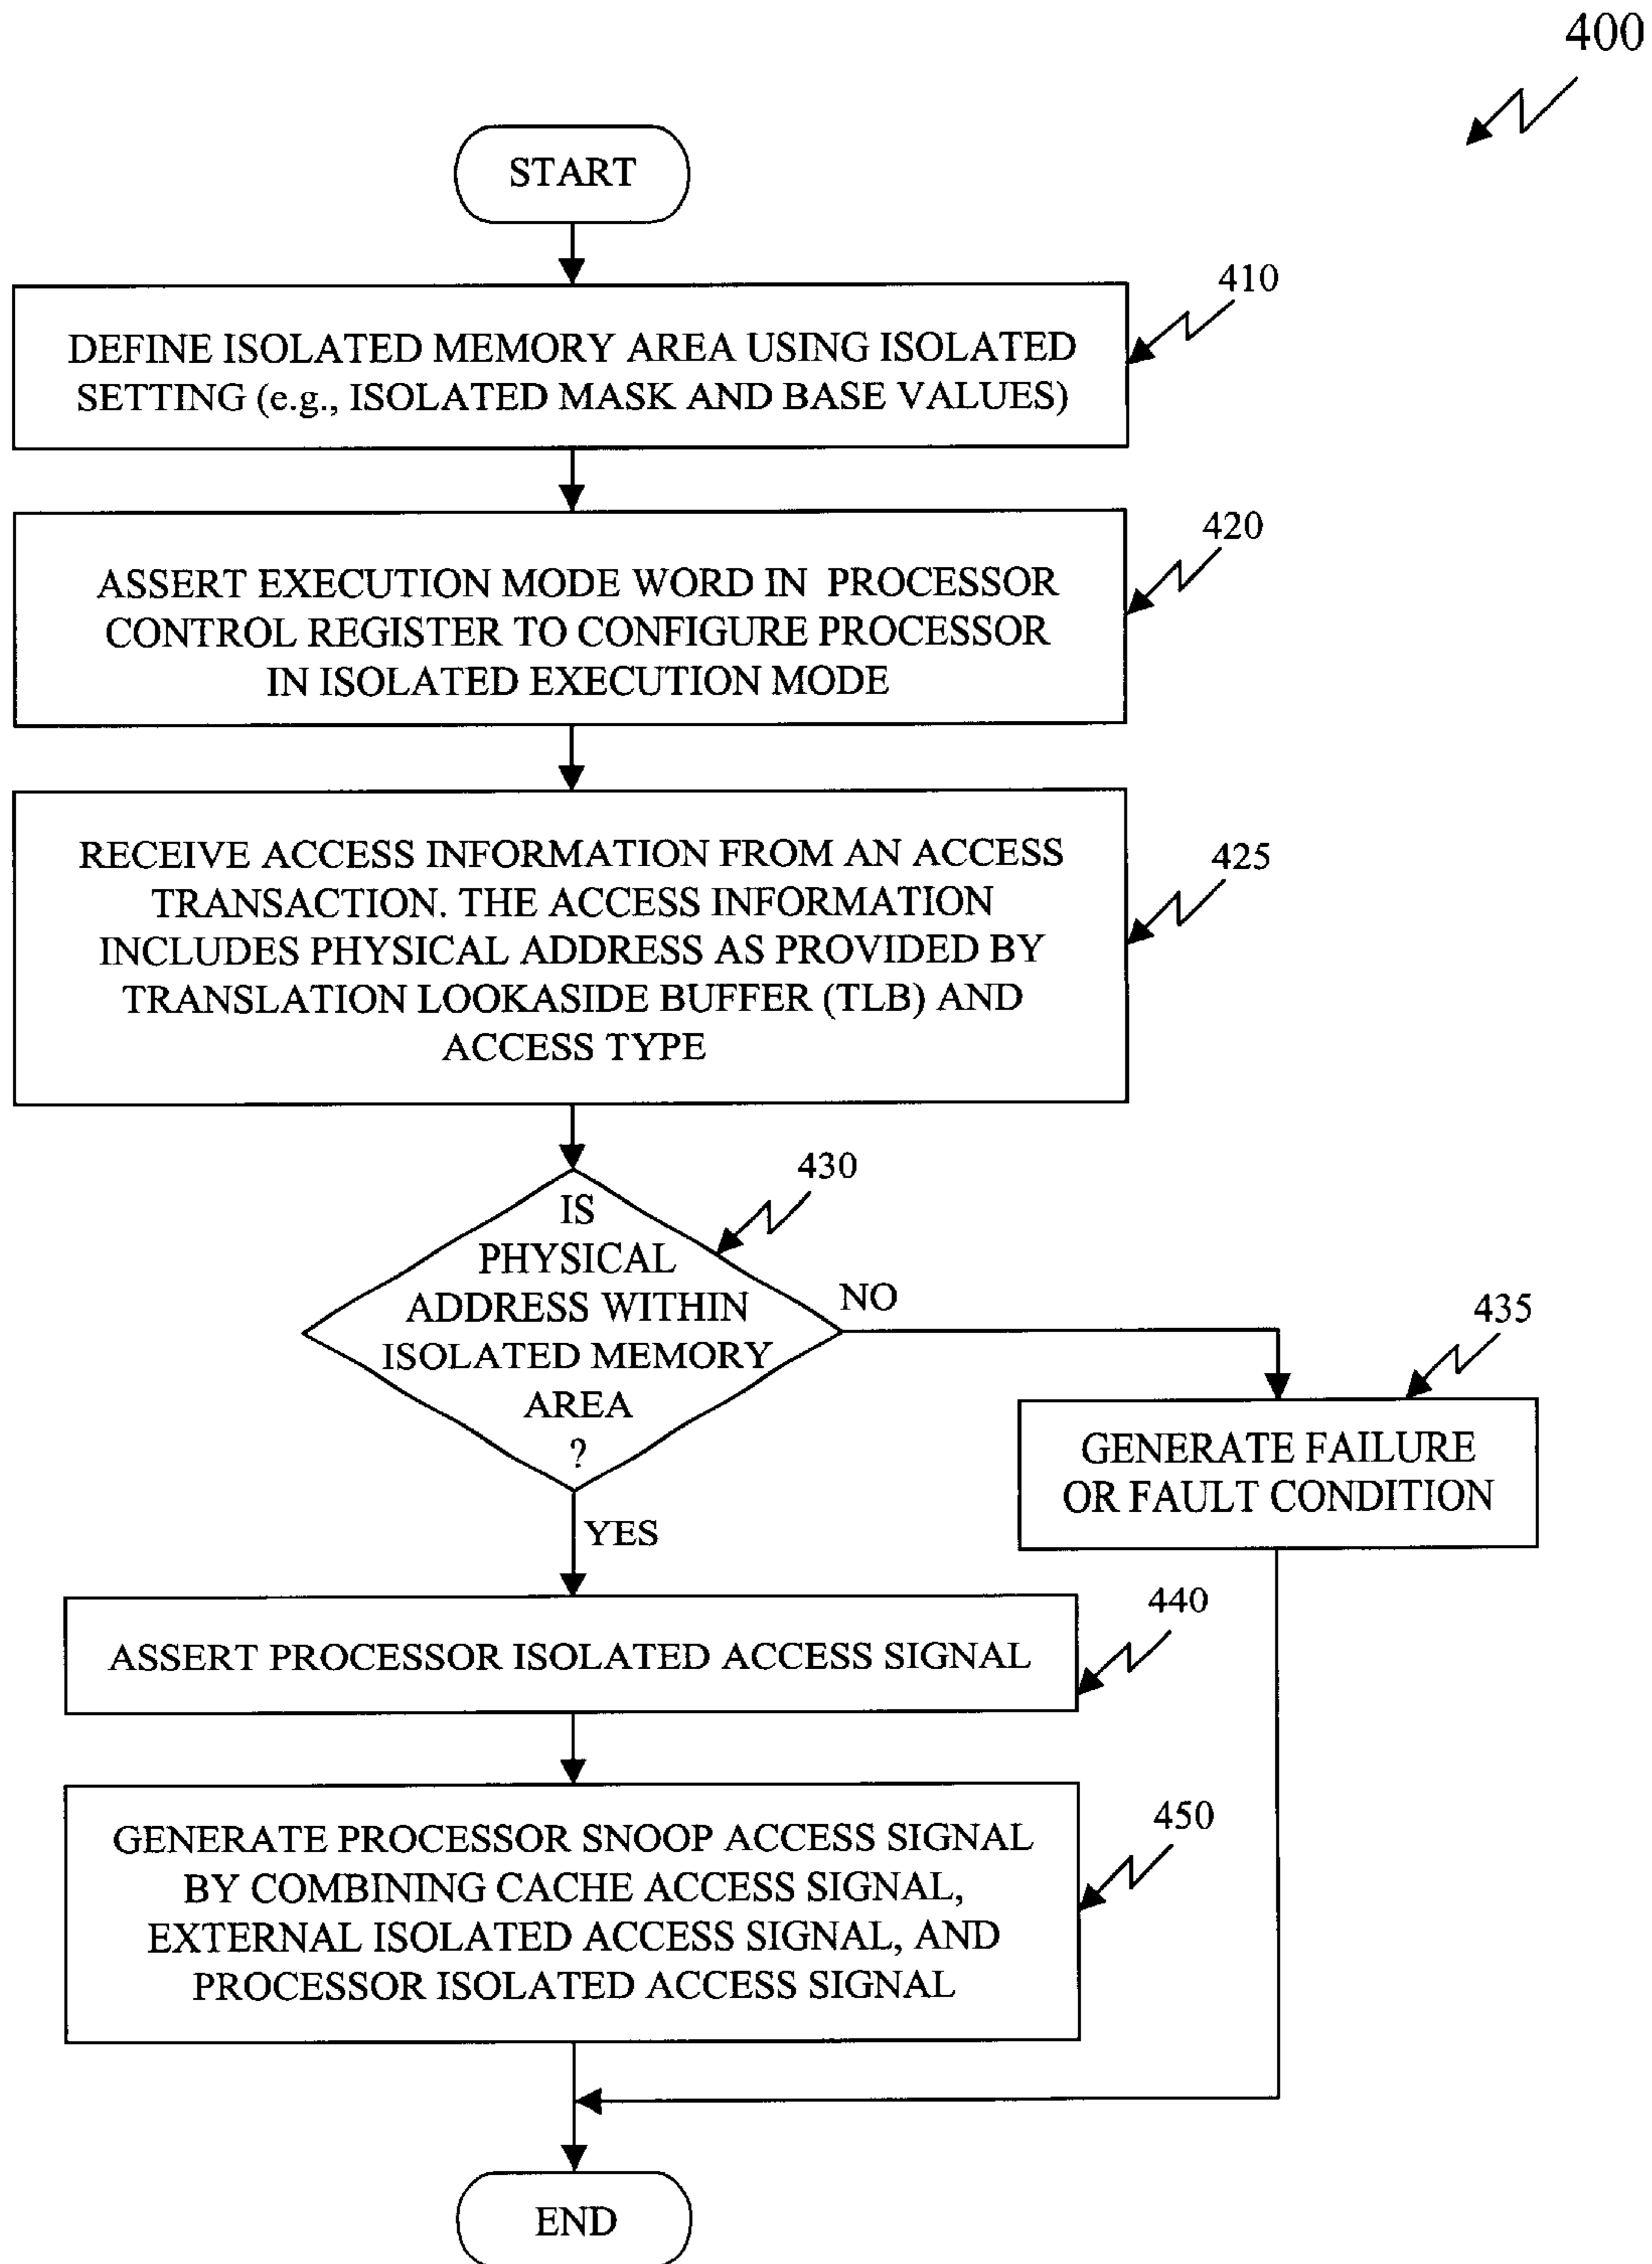 400
START
410
DEFINE ISOLATED MEMORY AREA USING ISOLATED
SETTING (e.g., ISOLATED MASK AND BASE VALUES)
420
ASSERT EXECUTION MODE WORD IN PROCESSOR
CONTROL REGISTER TO CONFIGURE PROCESSOR
IN ISOLATED EXECUTION MODE
425
RECEIVE ACCESS INFORMATION FROM AN ACCESS
TRANSACTION. THE ACCESS INFORMATION
INCLUDES PHYSICAL ADDRESS AS PROVIDED BY
TRANSLATION LOOKASIDE BUFFER (TLB) AND
ACCESS TYPE
430
IS
PHYSICAL
ADDRESS WITHIN
ISOLATED MEMORY
AREA
?
NO
435
GENERATE FAILURE
OR FAULT CONDITION
YES
440
ASSERT PROCESSOR ISOLATED ACCESS SIGNAL
450
GENERATE PROCESSOR SNOOP ACCESS SIGNAL
BY COMBINING CACHE ACCESS SIGNAL,
EXTERNAL ISOLATED ACCESS SIGNAL, AND
PROCESSOR ISOLATED ACCESS SIGNAL
END